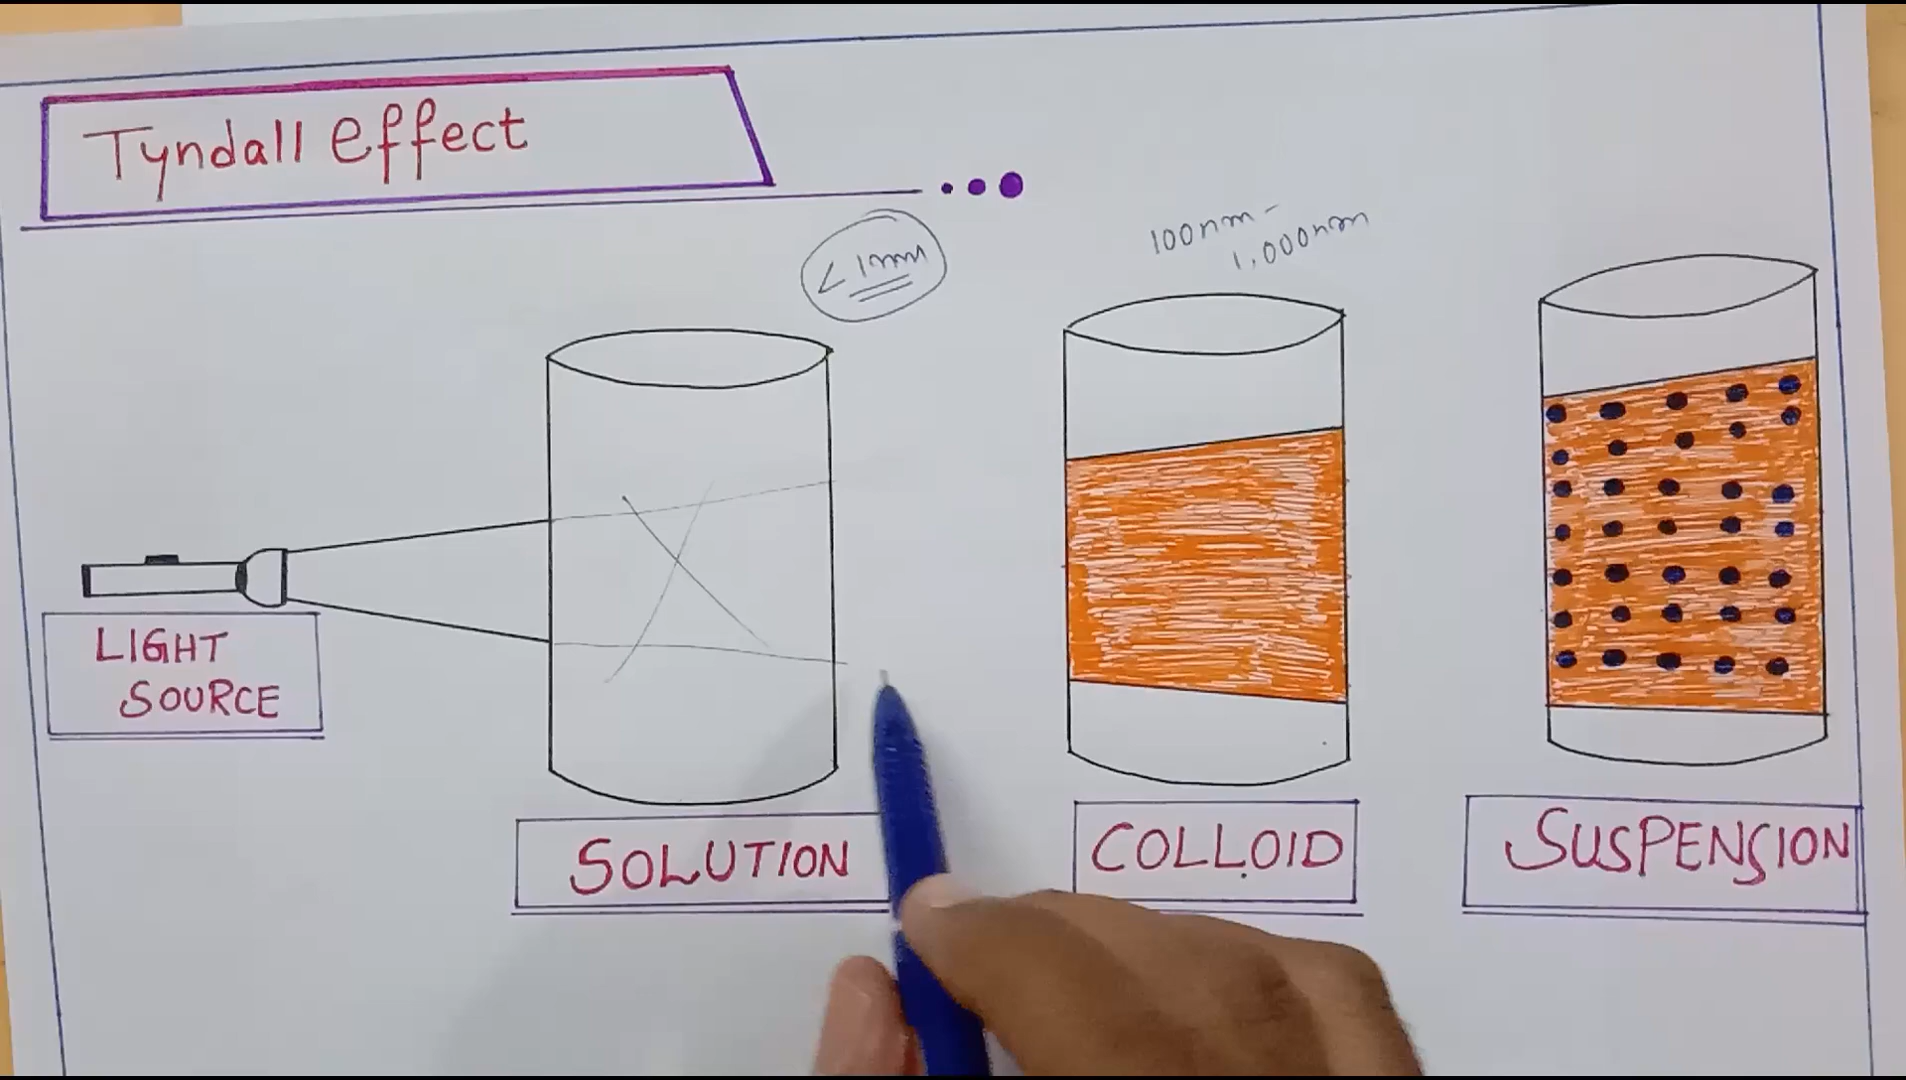 Tyndall effect
< 1nm
100nm -
1,000nm
LIGHT
SOURCE
SOLUTION
COLLOID
SUSPENSION